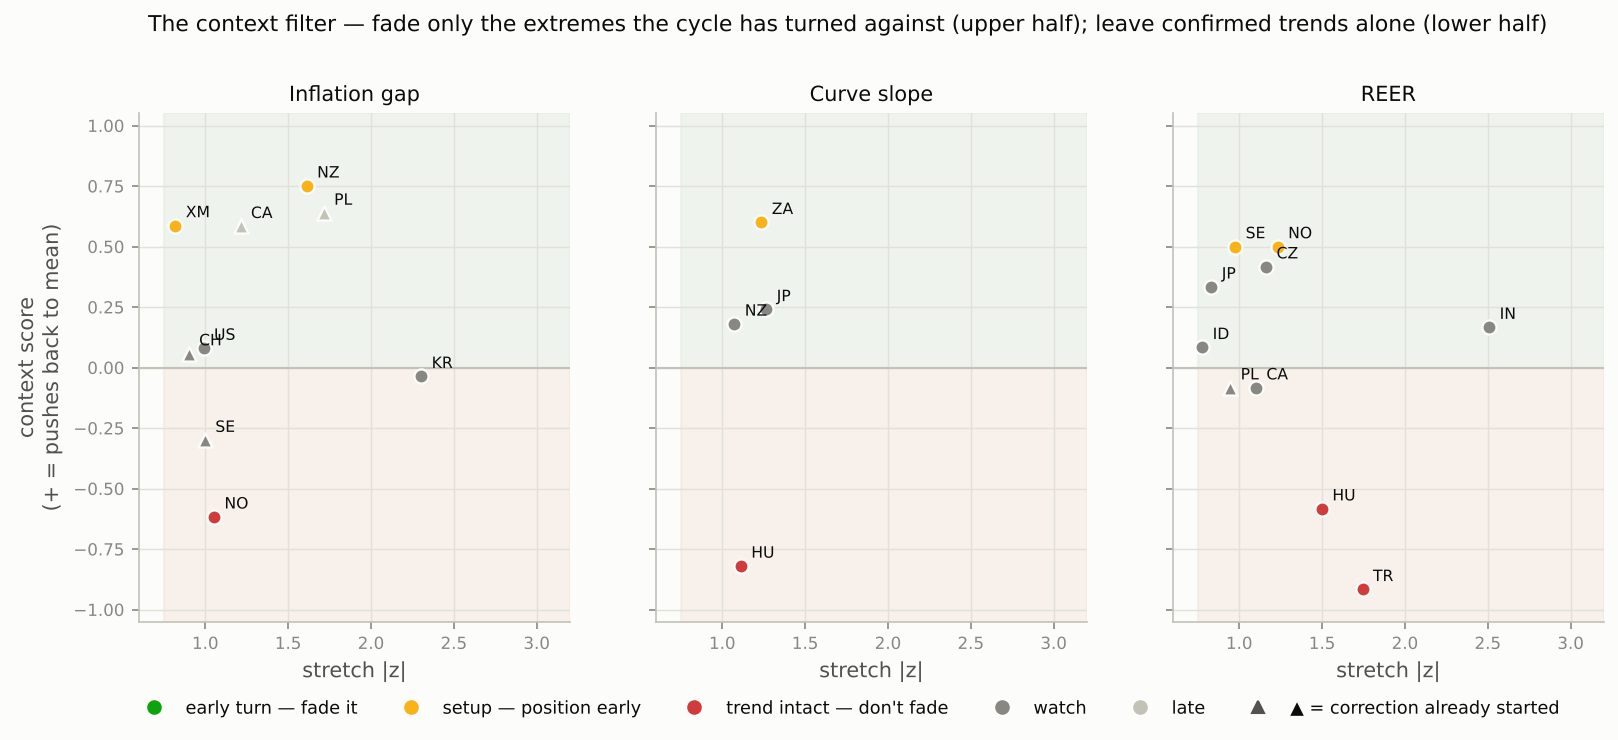 The context filter — fade only the extremes the cycle has turned against (upper half); leave confirmed trends alone (lower half)
Inflation gap
Curve slope
REER
context score
(+ = pushes back to mean)
1.00
0.75
0.50
0.25
0.00
−0.25
−0.50
−0.75
−1.00
NZ
PL
XM
CA
US
CH
KR
SE
NO
ZA
JP
NZ
HU
SE
NO
CZ
JP
IN
ID
PL
CA
HU
TR
1.0 1.5 2.0 2.5 3.0
1.0 1.5 2.0 2.5 3.0
1.0 1.5 2.0 2.5 3.0
stretch |z|
stretch |z|
stretch |z|
early turn — fade it
setup — position early
trend intact — don't fade
watch
late
▲ = correction already started